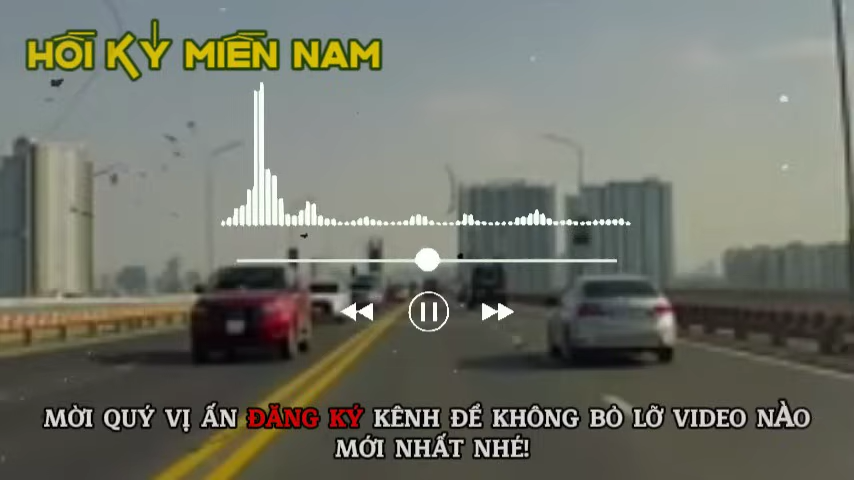 HỒI KÝ MIỀN NAM
MỜI QUÝ VỊ ẤN ĐĂNG KÝ KÊNH ĐỂ KHÔNG BỎ LỠ VIDEO NÀO
MỚI NHẤT NHÉ!